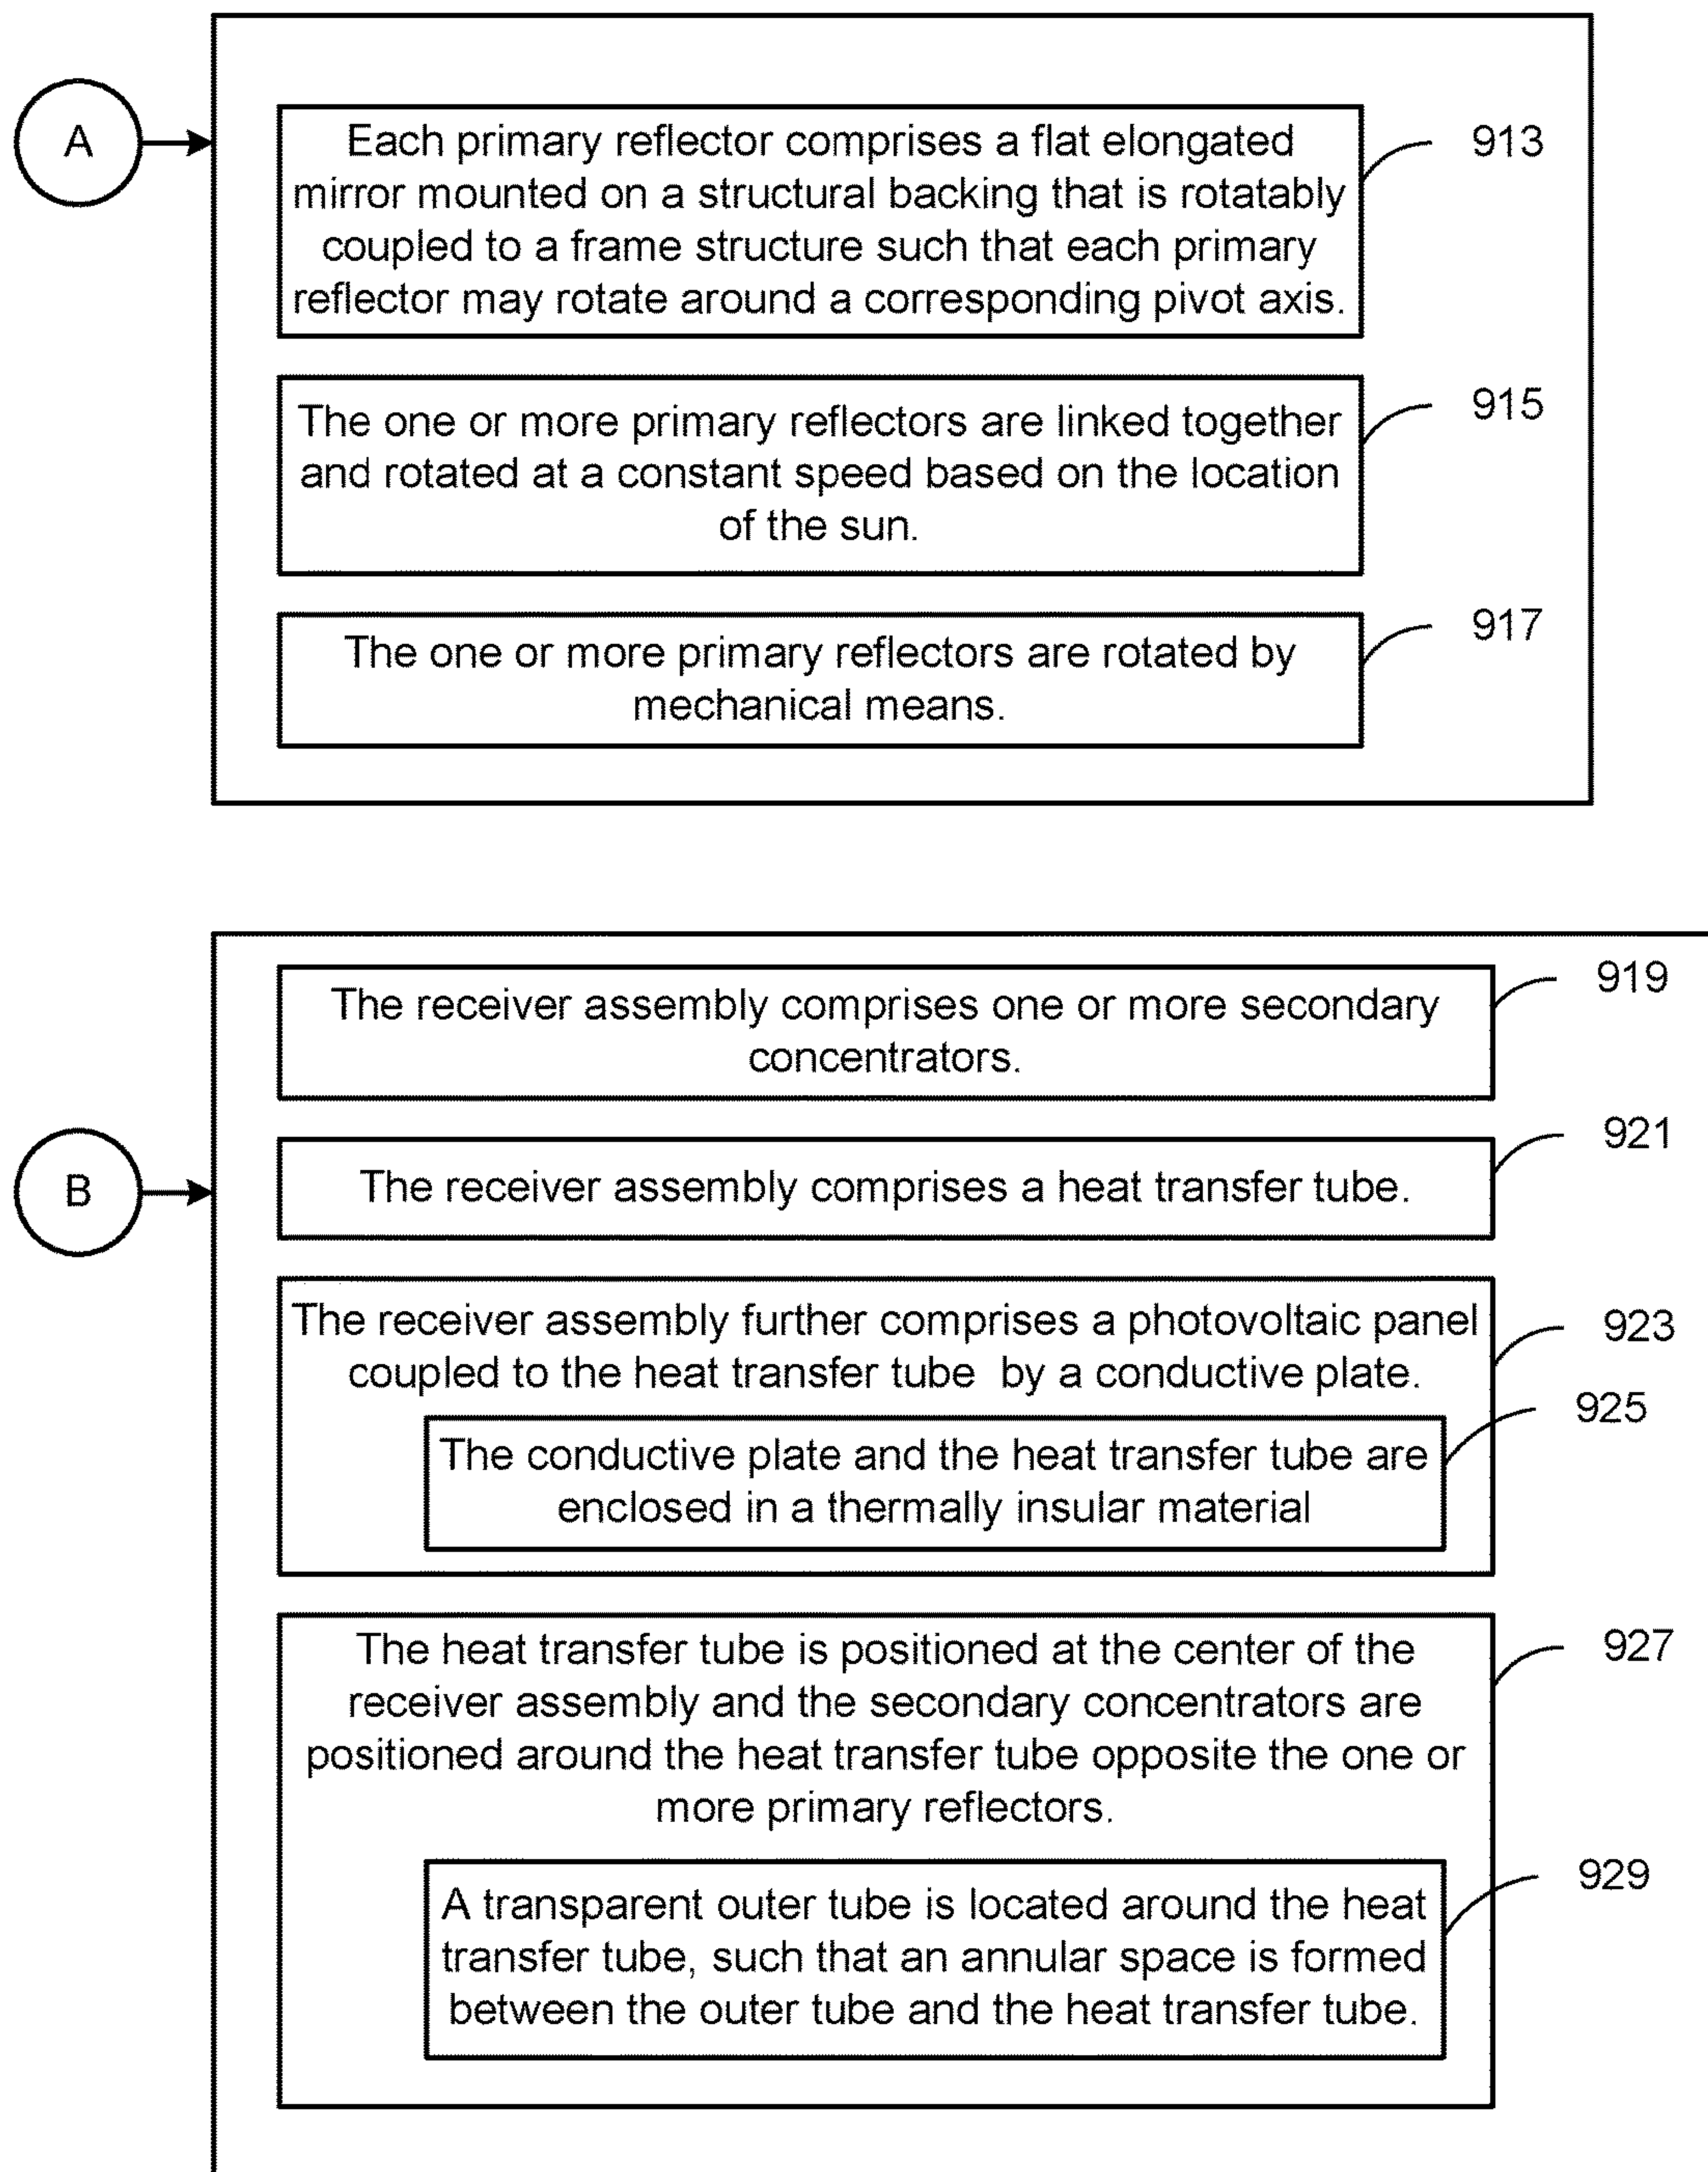 A
Each primary reflector comprises a flat elongated
mirror mounted on a structural backing that is rotatably
coupled to a frame structure such that each primary
reflector may rotate around a corresponding pivot axis.
913
The one or more primary reflectors are linked together
and rotated at a constant speed based on the location
of the sun.
915
The one or more primary reflectors are rotated by
mechanical means.
917
B
The receiver assembly comprises one or more secondary
concentrators.
919
The receiver assembly comprises a heat transfer tube.
921
The receiver assembly further comprises a photovoltaic panel
coupled to the heat transfer tube by a conductive plate.
923
The conductive plate and the heat transfer tube are
enclosed in a thermally insular material
925
The heat transfer tube is positioned at the center of the
receiver assembly and the secondary concentrators are
positioned around the heat transfer tube opposite the one or
more primary reflectors.
927
A transparent outer tube is located around the heat
transfer tube, such that an annular space is formed
between the outer tube and the heat transfer tube.
929